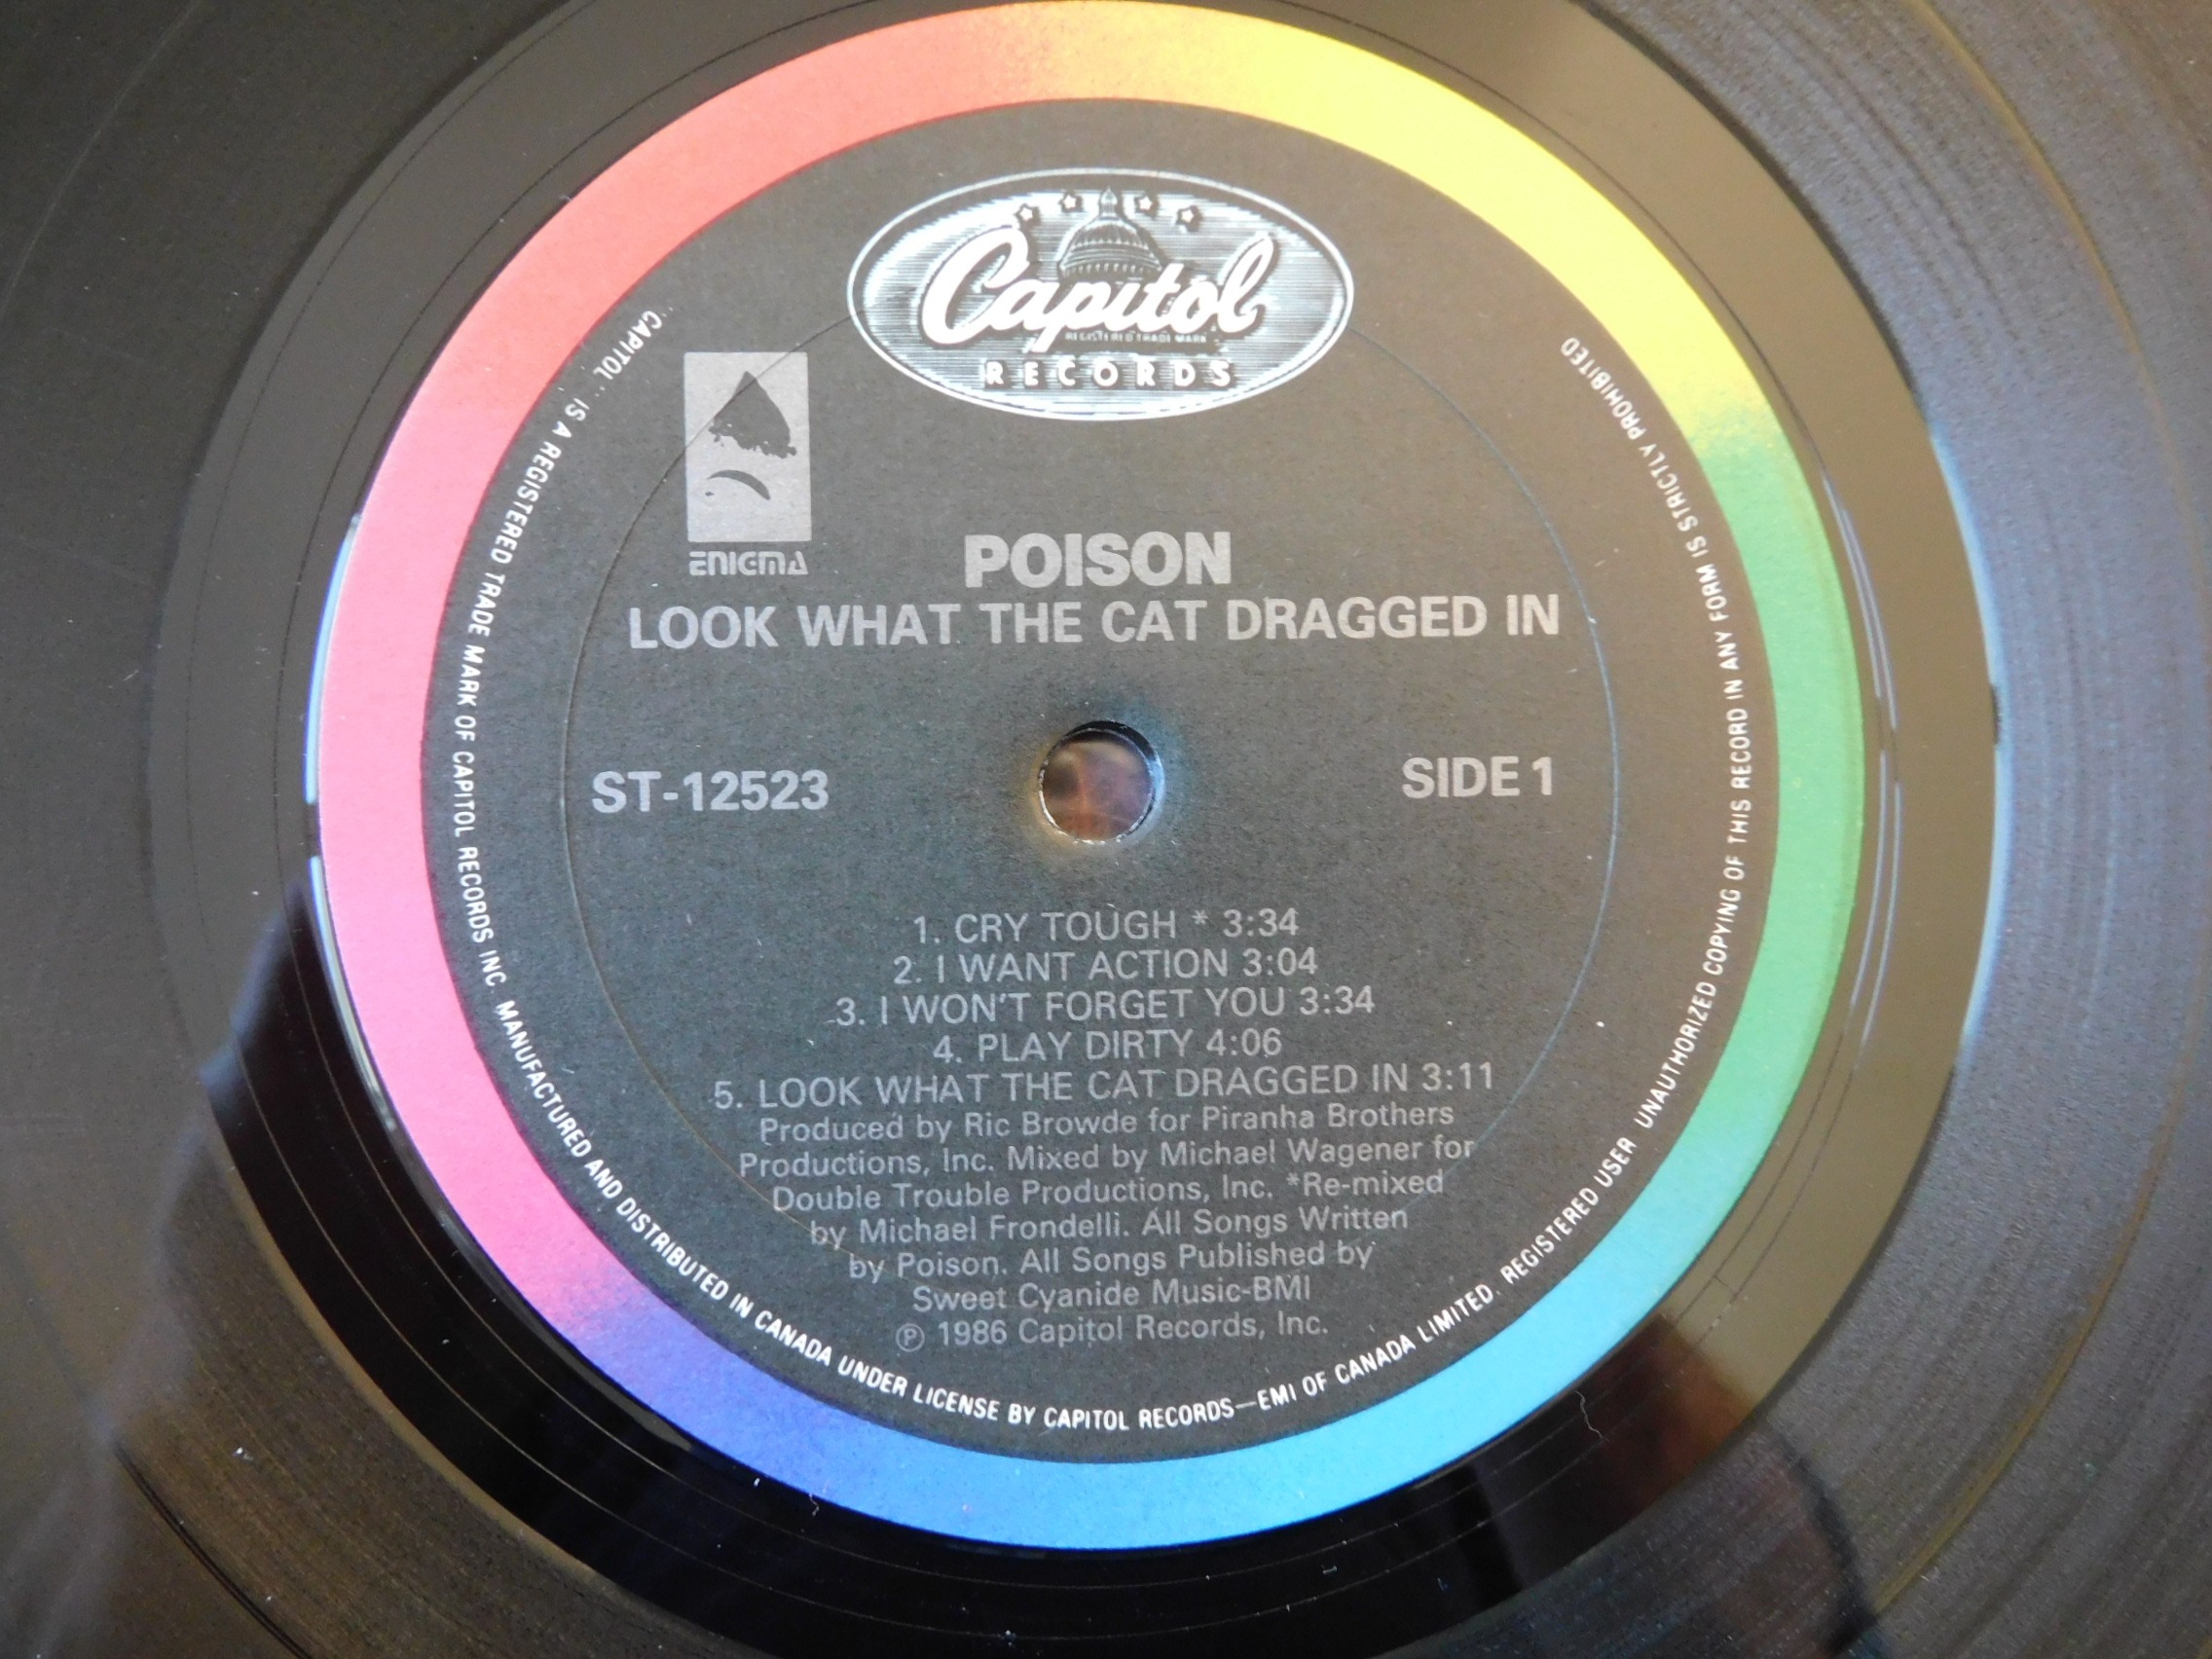 Capitol
REGISTERED TRADE MARK
RECORDS
ENIGMA
POISON
LOOK WHAT THE CAT DRAGGED IN
ST-12523
SIDE 1
1. CRY TOUGH * 3:34
2. I WANT ACTION 3:04
3. I WON'T FORGET YOU 3:34
4. PLAY DIRTY 4:06
5. LOOK WHAT THE CAT DRAGGED IN 3:11
Produced by Ric Browde for Piranha Brothers
Productions, Inc. Mixed by Michael Wagener for
Double Trouble Productions, Inc. *Re-mixed
by Michael Frondelli. All Songs Written
by Poison. All Songs Published by
Sweet Cyanide Music-BMI
℗ 1986 Capitol Records, Inc.
"CAPITOL" IS A REGISTERED TRADE MARK OF CAPITOL RECORDS INC. MANUFACTURED AND DISTRIBUTED IN CANADA UNDER LICENSE BY CAPITOL RECORDS—EMI OF CANADA LIMITED. REGISTERED USER UNAUTHORIZED COPYING OF THIS RECORD IN ANY FORM IS STRICTLY PROHIBITED